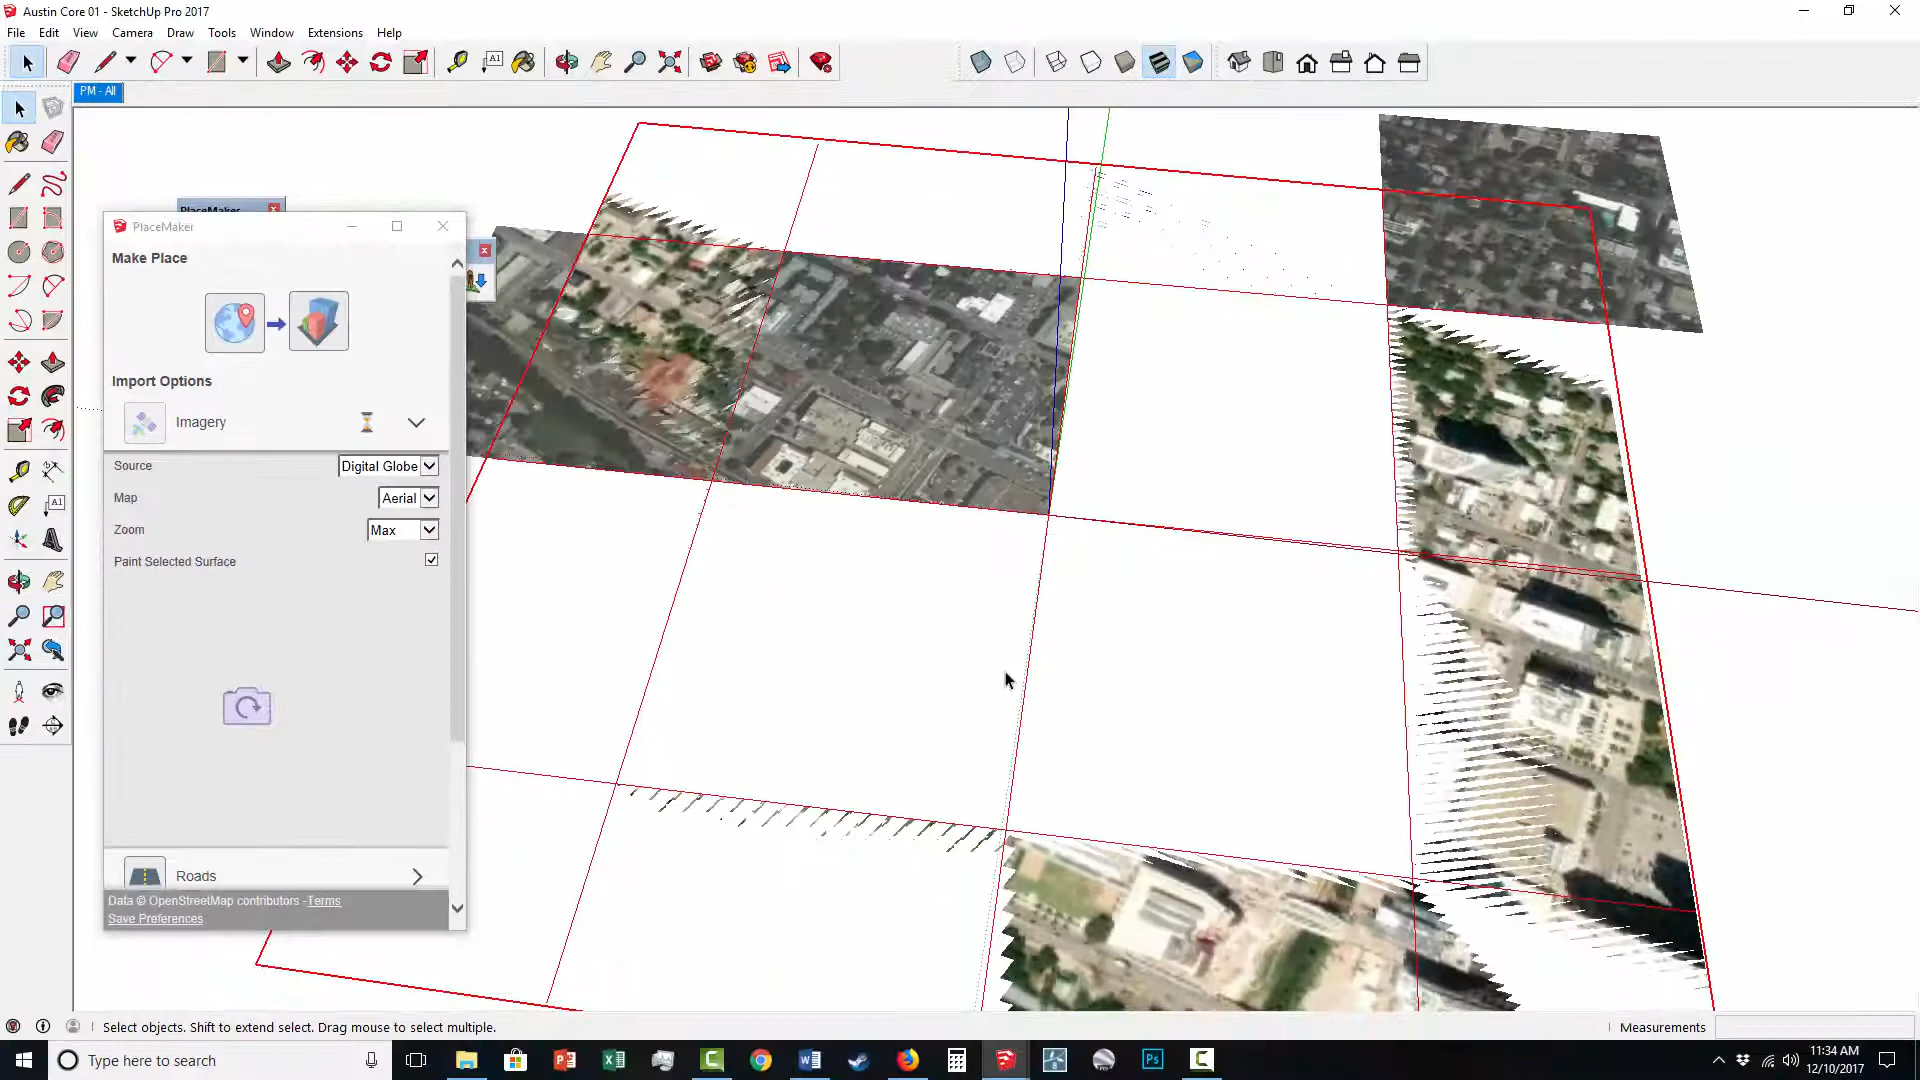 Austin Core 01 - SketchUp Pro 2017
File Edit View Camera Draw Tools Window Extensions Help
A1
PM - All
PlaceMaker
PlaceMaker
Make Place
Import Options
Imagery
Source Digital Globe
Map Aerial
Zoom Max
Paint Selected Surface
A1
Roads
Data © OpenStreetMap contributors -Terms
Save Preferences
Select objects. Shift to extend select. Drag mouse to select multiple.
Measurements
Type here to search
11:34 AM
12/10/2017